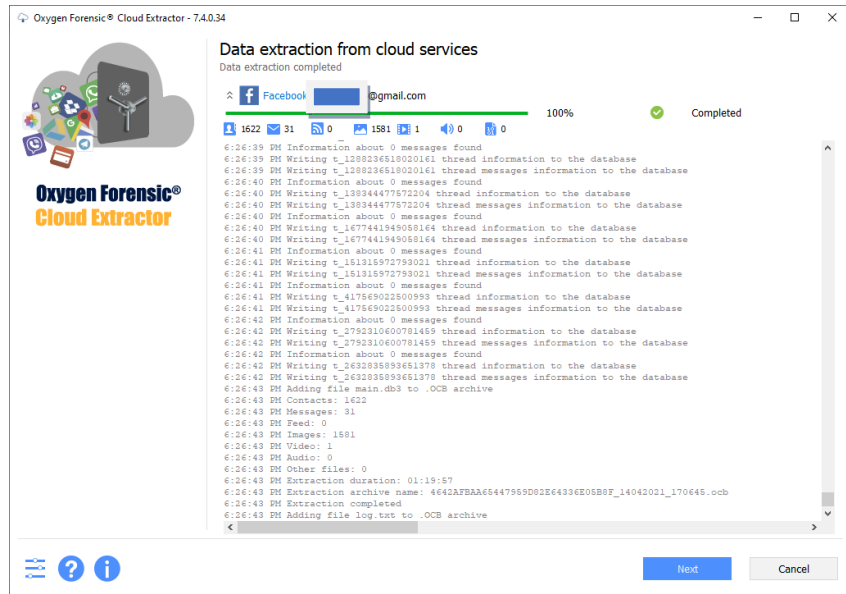 Oxygen Forensic® Cloud Extractor - 7.4.0.34
Data extraction from cloud services
Data extraction completed
Facebook @gmail.com
100% Completed
1622 31 0 1581 1 0 0
6:26:39 PM Information about 0 messages found
6:26:39 PM Writing t_1288236518020161 thread information to the database
6:26:39 PM Writing t_1288236518020161 thread messages information to the database
6:26:40 PM Information about 0 messages found
6:26:40 PM Writing t_138344477572204 thread information to the database
6:26:40 PM Writing t_138344477572204 thread messages information to the database
6:26:40 PM Information about 0 messages found
6:26:40 PM Writing t_1677441949058164 thread information to the database
6:26:40 PM Writing t_1677441949058164 thread messages information to the database
6:26:41 PM Information about 0 messages found
6:26:41 PM Writing t_151315972793021 thread information to the database
6:26:41 PM Writing t_151315972793021 thread messages information to the database
6:26:41 PM Information about 0 messages found
6:26:41 PM Writing t_417569022500993 thread information to the database
6:26:41 PM Writing t_417569022500993 thread messages information to the database
6:26:42 PM Information about 0 messages found
6:26:42 PM Writing t_2792310600781459 thread information to the database
6:26:42 PM Writing t_2792310600781459 thread messages information to the database
6:26:42 PM Information about 0 messages found
6:26:42 PM Writing t_2632835893651378 thread information to the database
6:26:42 PM Writing t_2632835893651378 thread messages information to the database
6:26:43 PM Adding file main.db3 to .OCB archive
6:26:43 PM Contacts: 1622
6:26:43 PM Messages: 31
6:26:43 PM Feed: 0
6:26:43 PM Images: 1581
6:26:43 PM Video: 1
6:26:43 PM Audio: 0
6:26:43 PM Other files: 0
6:26:43 PM Extraction duration: 01:19:57
6:26:43 PM Extraction archive name: 4642AFBAA65447959D82E64336E05B8F_14042021_170645.ocb
6:26:43 PM Extraction completed
6:26:43 PM Adding file log.txt to .OCB archive
Oxygen Forensic®
Cloud Extractor
Next Cancel